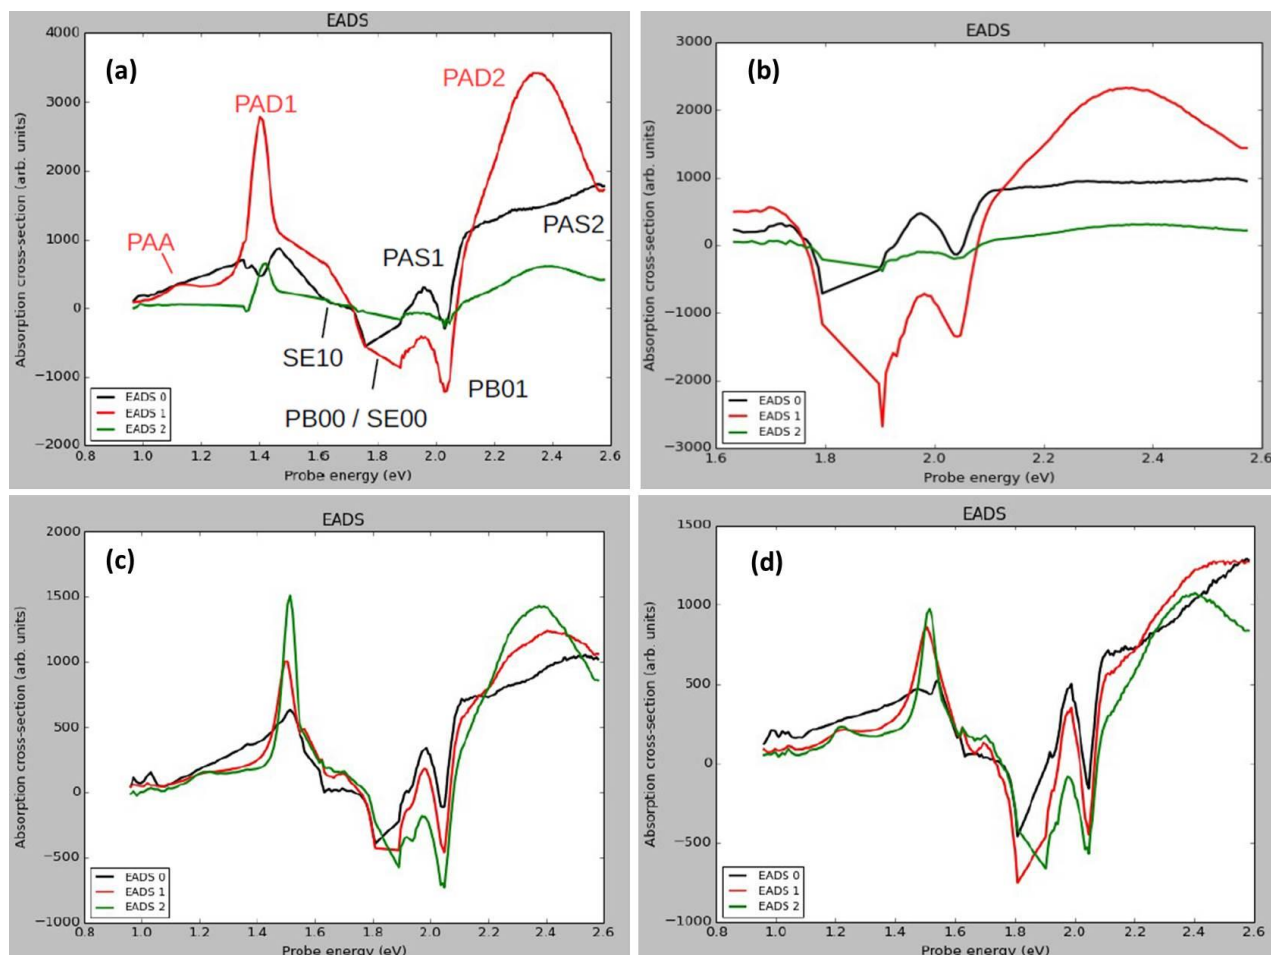 EADS
(a)
4000
3000
2000
1000
0
−1000
−2000
Absorption cross-section (arb. units)
PAA
PAD1
PAD2
PAS1
PAS2
SE10
PB00 / SE00
PB01
EADS 0
EADS 1
EADS 2
0.8 1.0 1.2 1.4 1.6 1.8 2.0 2.2 2.4 2.6
Probe energy (eV)
EADS
(b)
3000
2000
1000
0
−1000
−2000
−3000
Absorption cross-section (arb. units)
EADS 0
EADS 1
EADS 2
1.6 1.8 2.0 2.2 2.4 2.6
Probe energy (eV)
EADS
(c)
2000
1500
1000
500
0
−500
−1000
Absorption cross-section (arb. units)
EADS 0
EADS 1
EADS 2
0.8 1.0 1.2 1.4 1.6 1.8 2.0 2.2 2.4 2.6
Probe energy (eV)
EADS
(d)
1500
1000
500
0
−500
−1000
Absorption cross-section (arb. units)
EADS 0
EADS 1
EADS 2
0.8 1.0 1.2 1.4 1.6 1.8 2.0 2.2 2.4 2.6
Probe energy (eV)